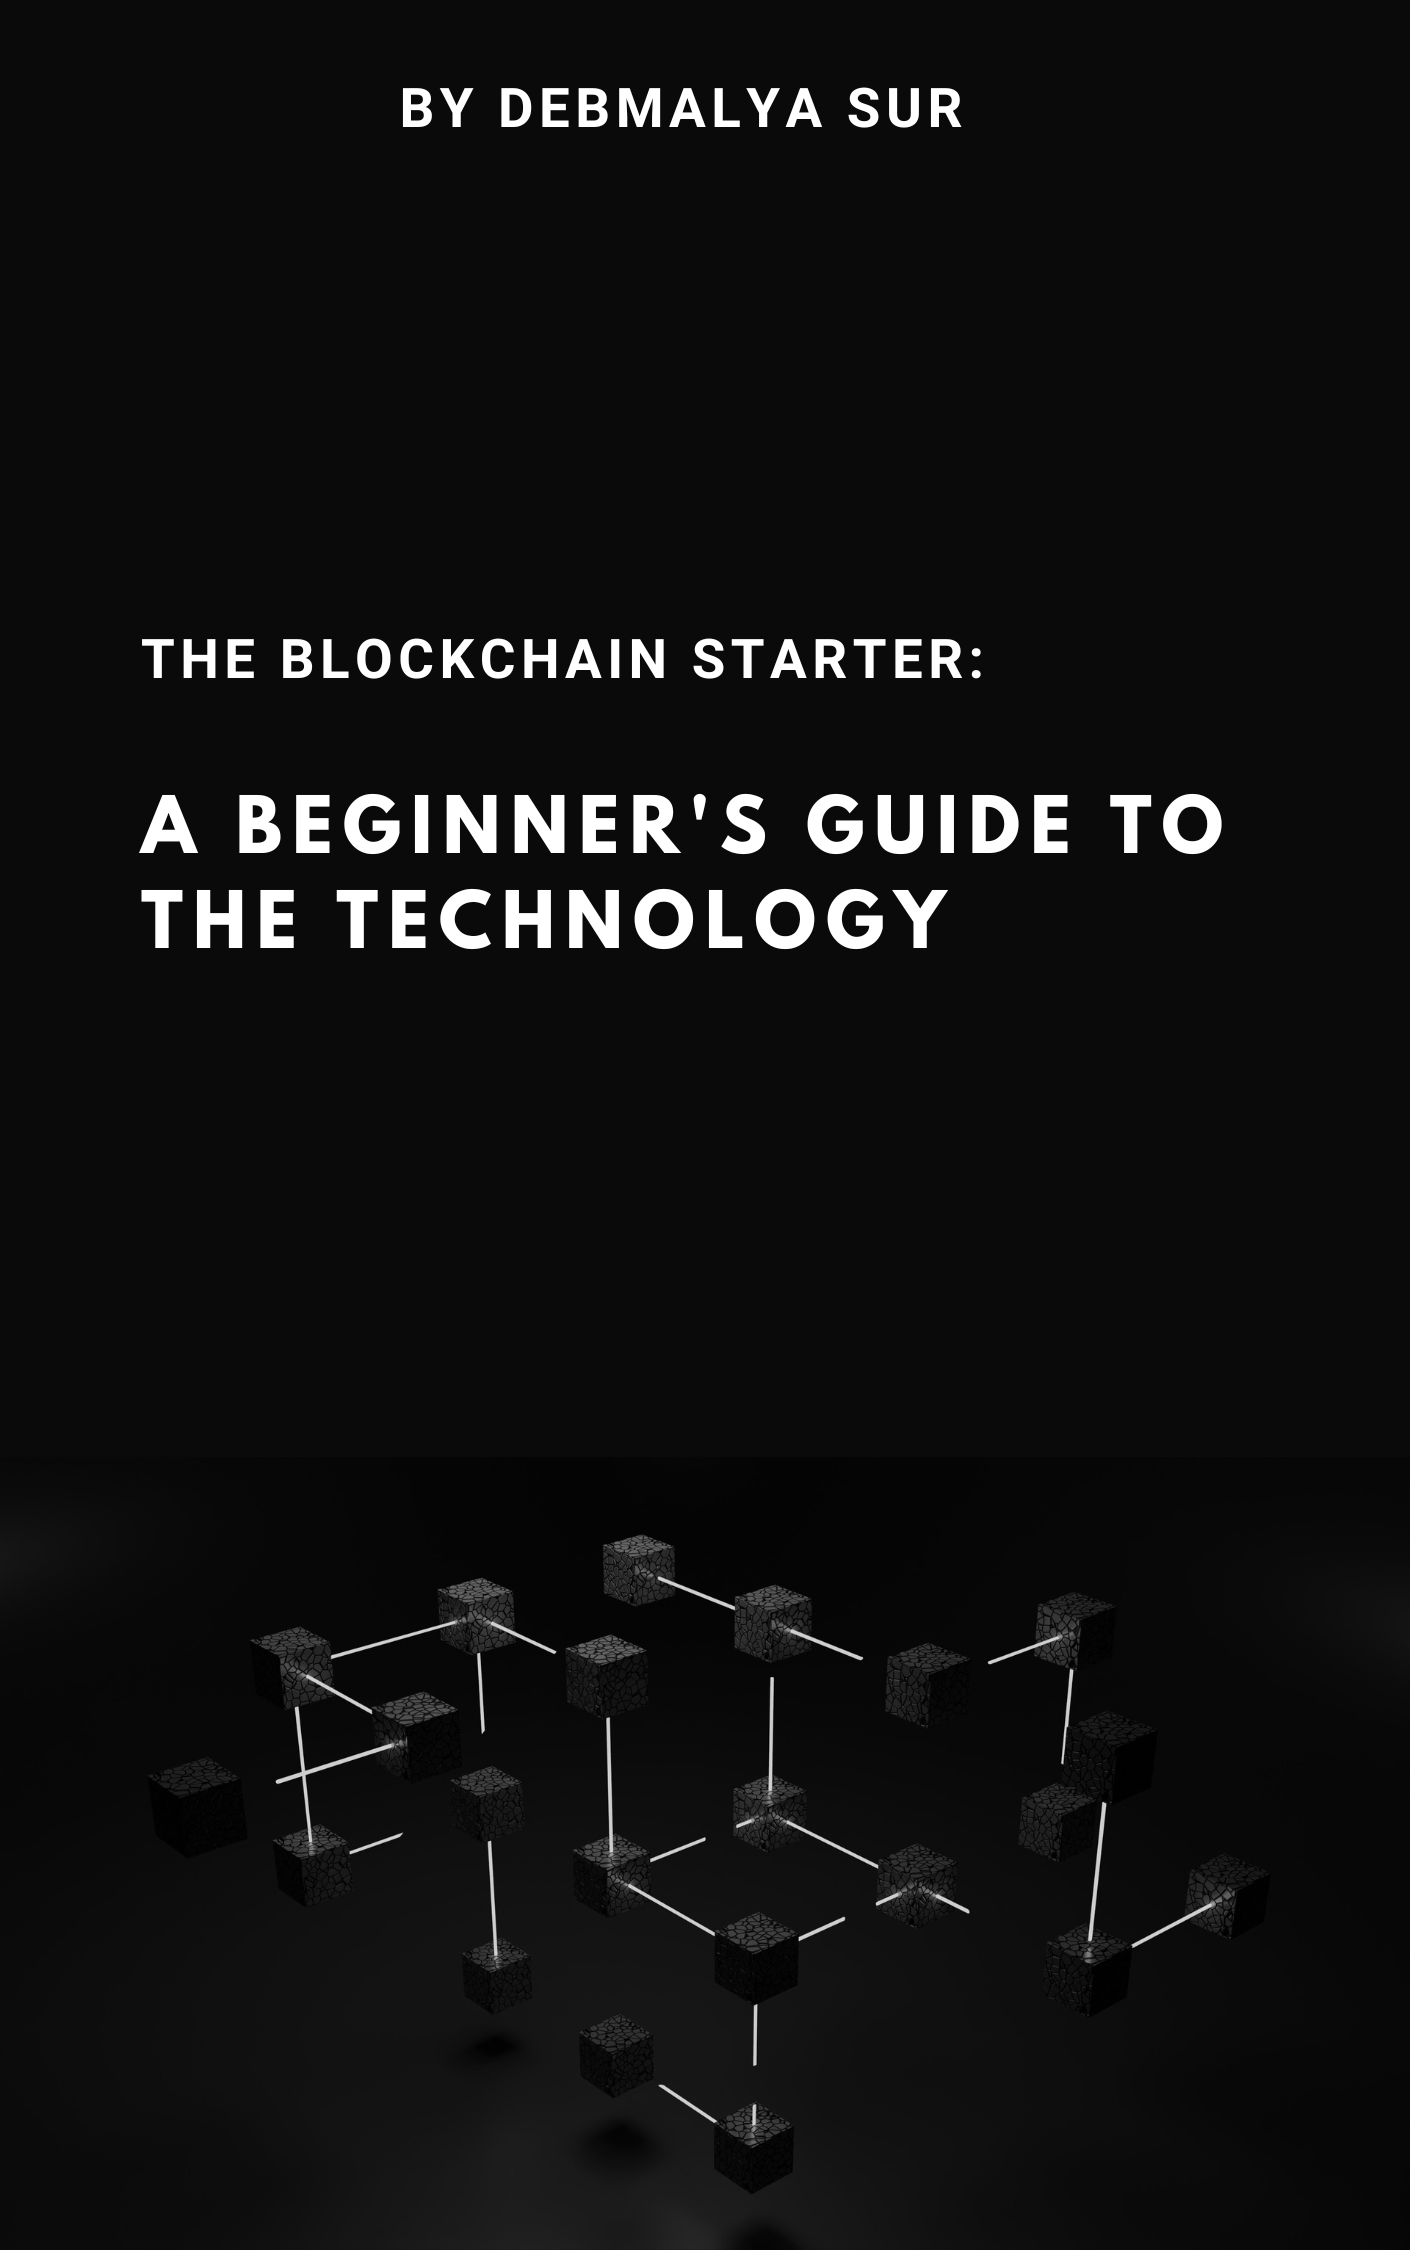 BY DEBMALYA SUR
THE BLOCKCHAIN STARTER:
A BEGINNER'S GUIDE TO
THE TECHNOLOGY